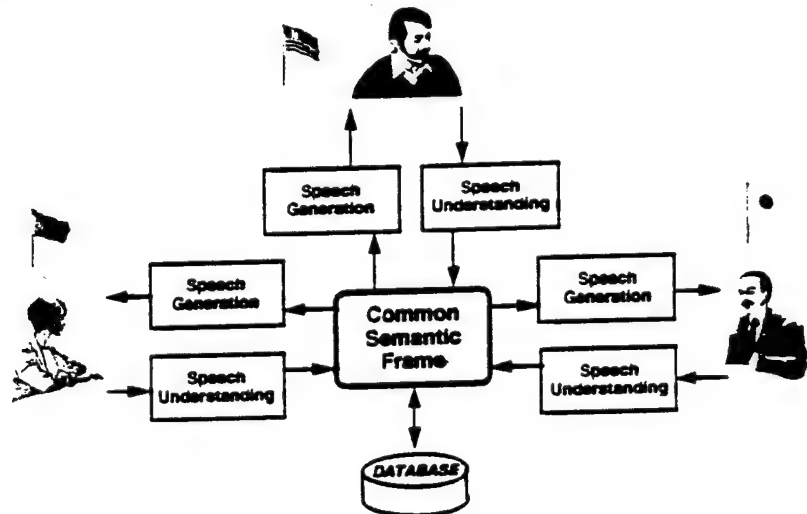 Speech
Generation
Speech
Understanding
Speech
Generation
Speech
Generation
Common
Semantic
Frame
Speech
Understanding
Speech
Understanding
DATABASE